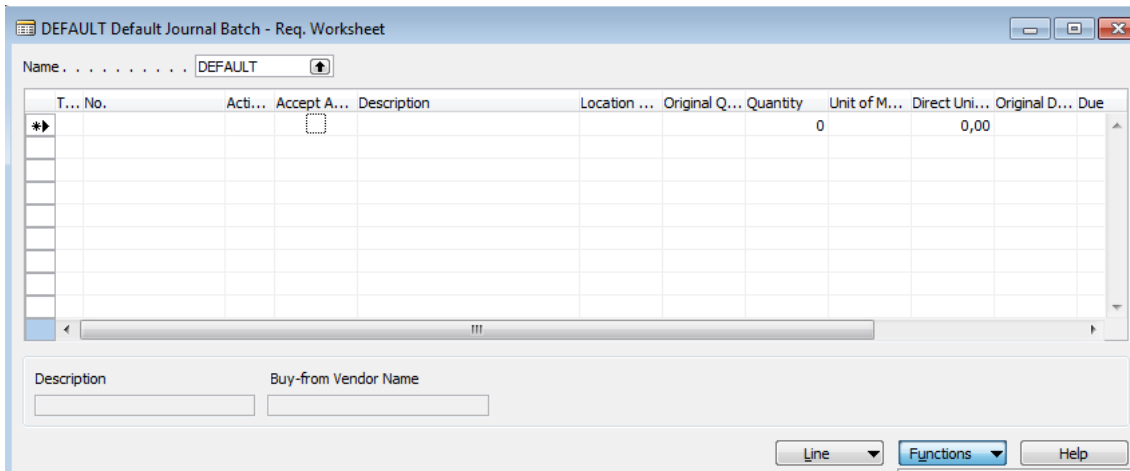 DEFAULT Default Journal Batch - Req. Worksheet
Name. . . . . . . . . . DEFAULT
T... No. Acti... Accept A... Description Location ... Original Q... Quantity Unit of M... Direct Uni... Original D... Due
0 0,00
Description Buy-from Vendor Name
Line Functions Help